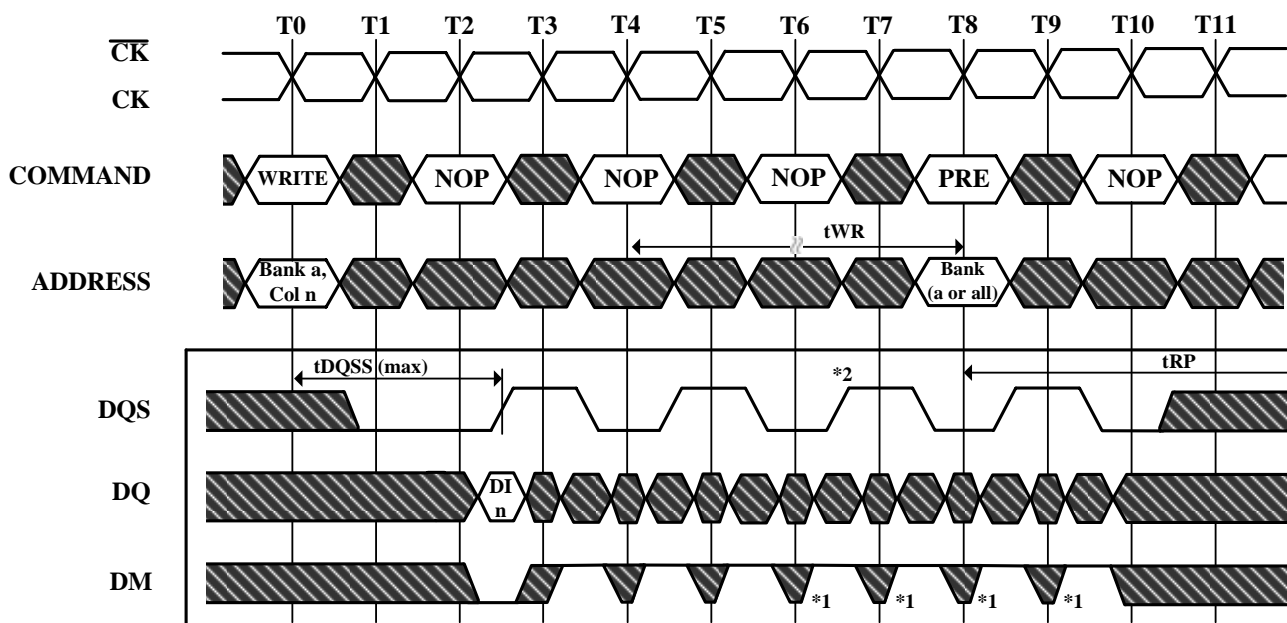 T0 T1 T2 T3 T4 T5 T6 T7 T8 T9 T10 T11
CK
CK
COMMAND WRITE NOP NOP NOP PRE NOP
tWR
ADDRESS Bank a, Bank
Col n (a or all)
tDQSS (max) *2 tRP
DQS
DQ DI
n
DM *1 *1 *1 *1